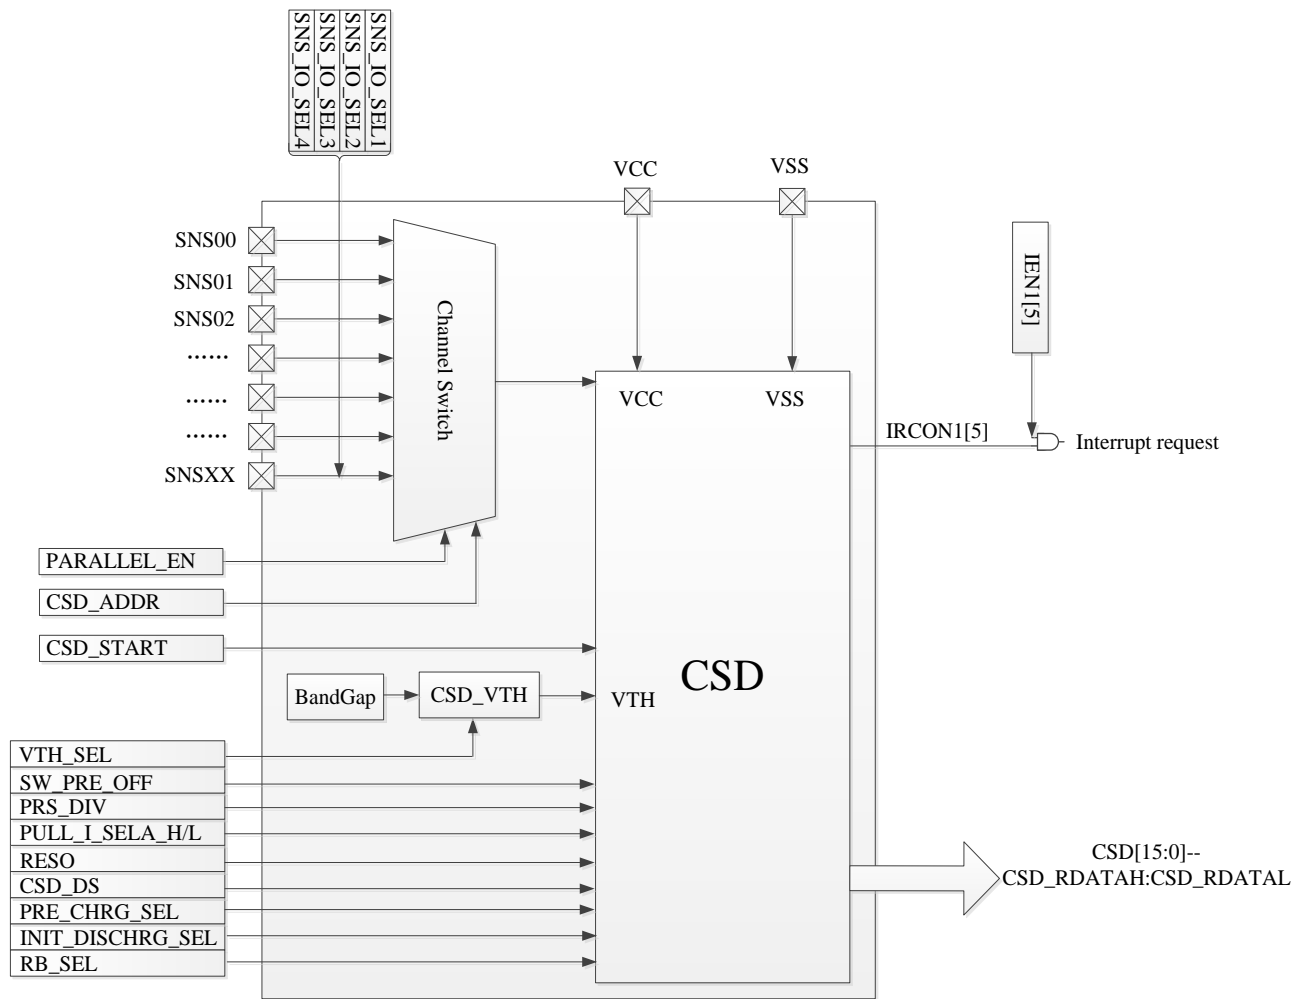 SNS_IO_SEL1
SNS_IO_SEL2
SNS_IO_SEL3
SNS_IO_SEL4
VCC
VSS
SNS00
SNS01
SNS02
......
......
......
SNSXX
Channel Switch
IEN1[5]
VCC
VSS
IRCON1[5]
Interrupt request
PARALLEL_EN
CSD_ADDR
CSD_START
BandGap
CSD_VTH
VTH
CSD
VTH_SEL
SW_PRE_OFF
PRS_DIV
PULL_I_SELA_H/L
RESO
CSD_DS
PRE_CHRG_SEL
INIT_DISCHRG_SEL
RB_SEL
CSD[15:0]--
CSD_RDATAH:CSD_RDATAL